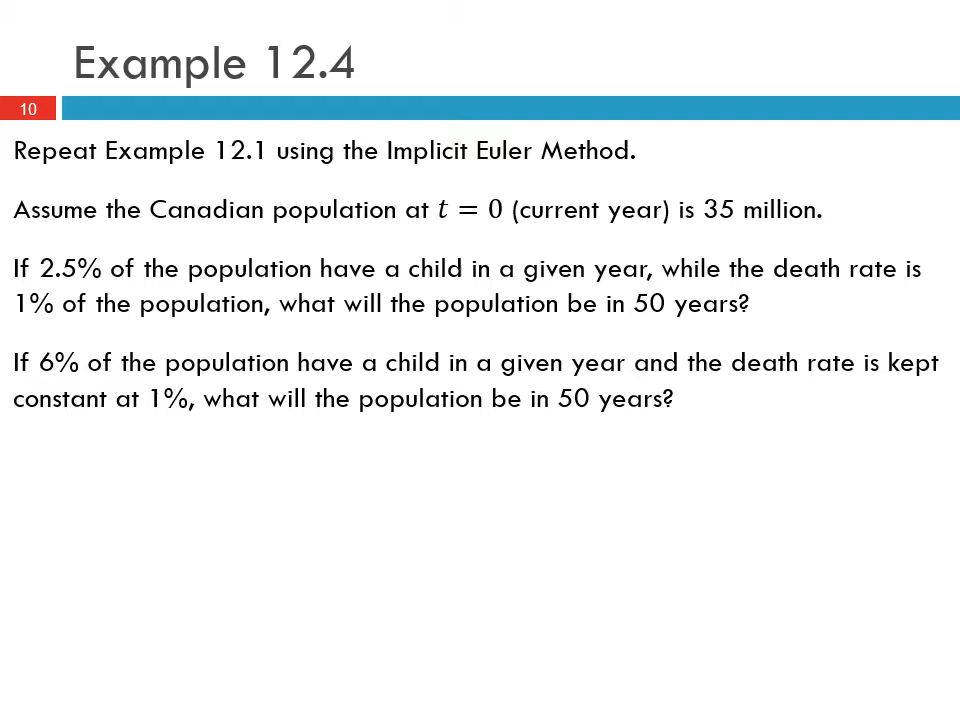 Example 12.4
10
Repeat Example 12.1 using the Implicit Euler Method.
Assume the Canadian population at t = 0 (current year) is 35 million.
If 2.5% of the population have a child in a given year, while the death rate is
1% of the population, what will the population be in 50 years?
If 6% of the population have a child in a given year and the death rate is kept
constant at 1%, what will the population be in 50 years?